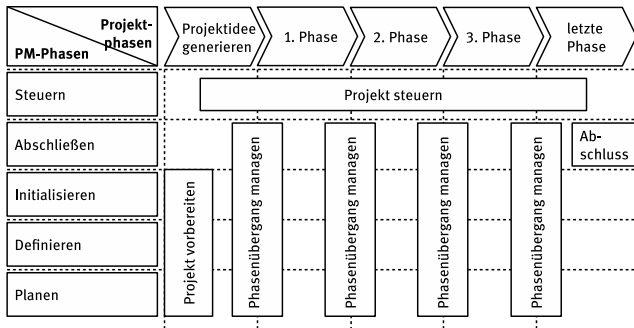 Projekt-
phasen
PM-Phasen
Projektidee
generieren
1. Phase
2. Phase
3. Phase
letzte
Phase
Steuern
Projekt steuern
Abschließen
Ab-
schluss
Initialisieren
Definieren
Planen
Projekt vorbereiten
Phasenübergang managen
Phasenübergang managen
Phasenübergang managen
Phasenübergang managen